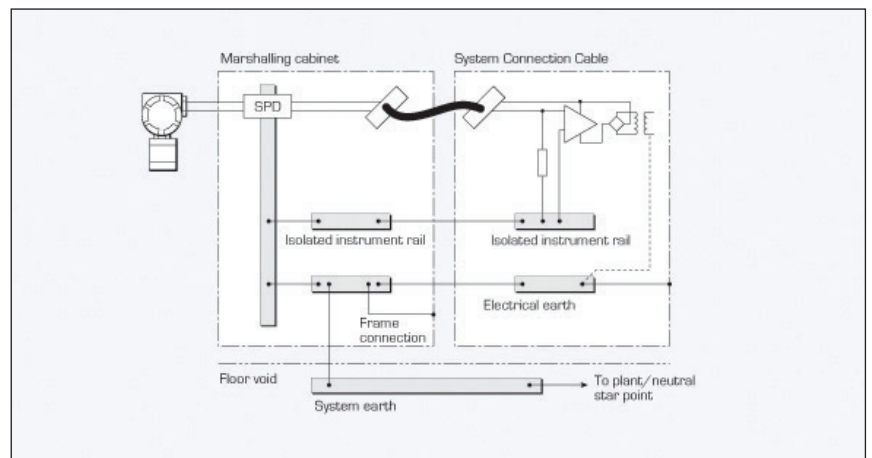 Marshalling cabinet
System Connection Cable
SPD
Isolated instrument rail
Isolated instrument rail
Electrical earth
Frame
connection
Floor void
To plant/neutral
star point
System earth